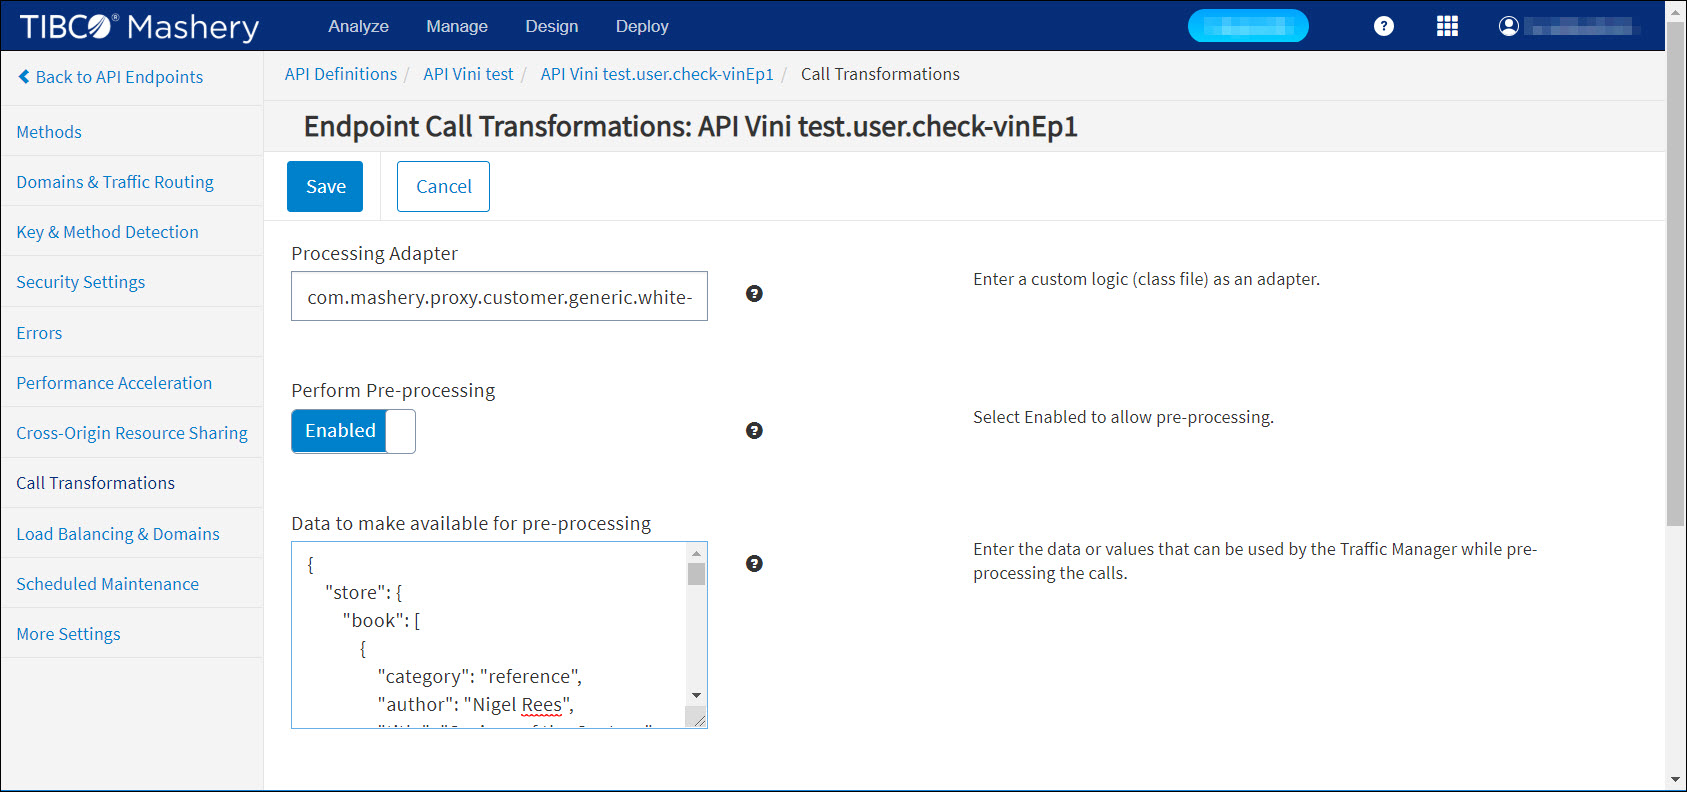 TIBCO® Mashery
Analyze Manage Design Deploy
Back to API Endpoints
Methods
Domains & Traffic Routing
Key & Method Detection
Security Settings
Errors
Performance Acceleration
Cross-Origin Resource Sharing
Call Transformations
Load Balancing & Domains
Scheduled Maintenance
More Settings
API Definitions / API Vini test / API Vini test.user.check-vinEp1 / Call Transformations
Endpoint Call Transformations: API Vini test.user.check-vinEp1
Save Cancel
Processing Adapter
com.mashery.proxy.customer.generic.white-
Enter a custom logic (class file) as an adapter.
Perform Pre-processing
Enabled
Select Enabled to allow pre-processing.
Data to make available for pre-processing
{
"store": {
"book": [
{
"category": "reference",
"author": "Nigel Rees",
Enter the data or values that can be used by the Traffic Manager while pre-
processing the calls.